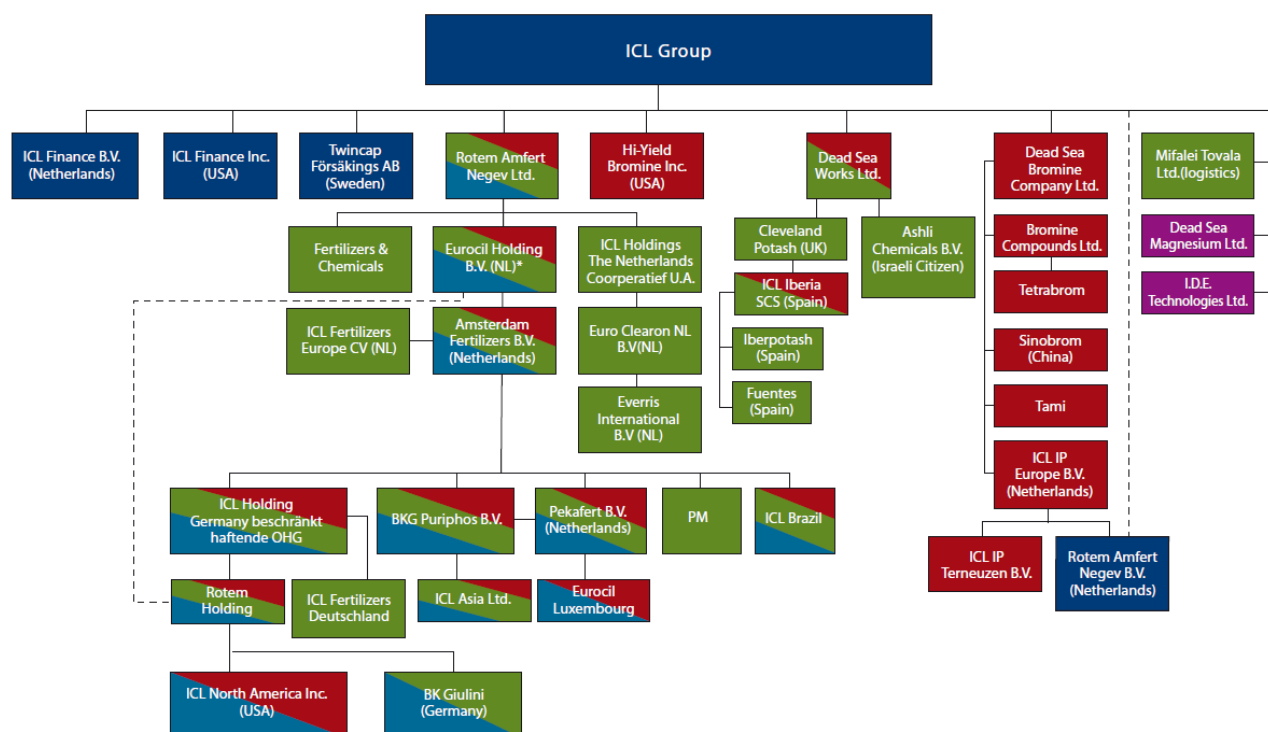 ICL Group
ICL Finance B.V.
(Netherlands)
ICL Finance Inc.
(USA)
Twincap
Försäkings AB
(Sweden)
Rotem Amfert
Negev Ltd.
Hi-Yield
Bromine Inc.
(USA)
Dead Sea
Works Ltd.
Dead Sea
Bromine
Company Ltd.
Mifalei Tovala
Ltd.(logistics)
Fertilizers &
Chemicals
Eurocil Holding
B.V. (NL)*
ICL Holdings
The Netherlands
Coorperatief U.A.
Cleveland
Potash (UK)
Ashli
Chemicals B.V.
(Israeli Citizen)
Bromine
Compounds Ltd.
Dead Sea
Magnesium Ltd.
ICL Iberia
SCS (Spain)
Tetrabrom
I.D.E.
Technologies Ltd.
ICL Fertilizers
Europe CV (NL)
Amsterdam
Fertilizers B.V.
(Netherlands)
Euro Clearon NL
B.V(NL)
Iberpotash
(Spain)
Sinobrom
(China)
Everris
International
B.V (NL)
Fuentes
(Spain)
Tami
ICL IP
Europe B.V.
(Netherlands)
ICL Holding
Germany beschränkt
haftende OHG
BKG Puriphos B.V.
Pekafert B.V.
(Netherlands)
PM
ICL Brazil
ICL IP
Terneuzen B.V.
Rotem Amfert
Negev B.V.
(Netherlands)
Rotem
Holding
ICL Fertilizers
Deutschland
ICL Asia Ltd.
Eurocil
Luxembourg
ICL North America Inc.
(USA)
BK Giulini
(Germany)